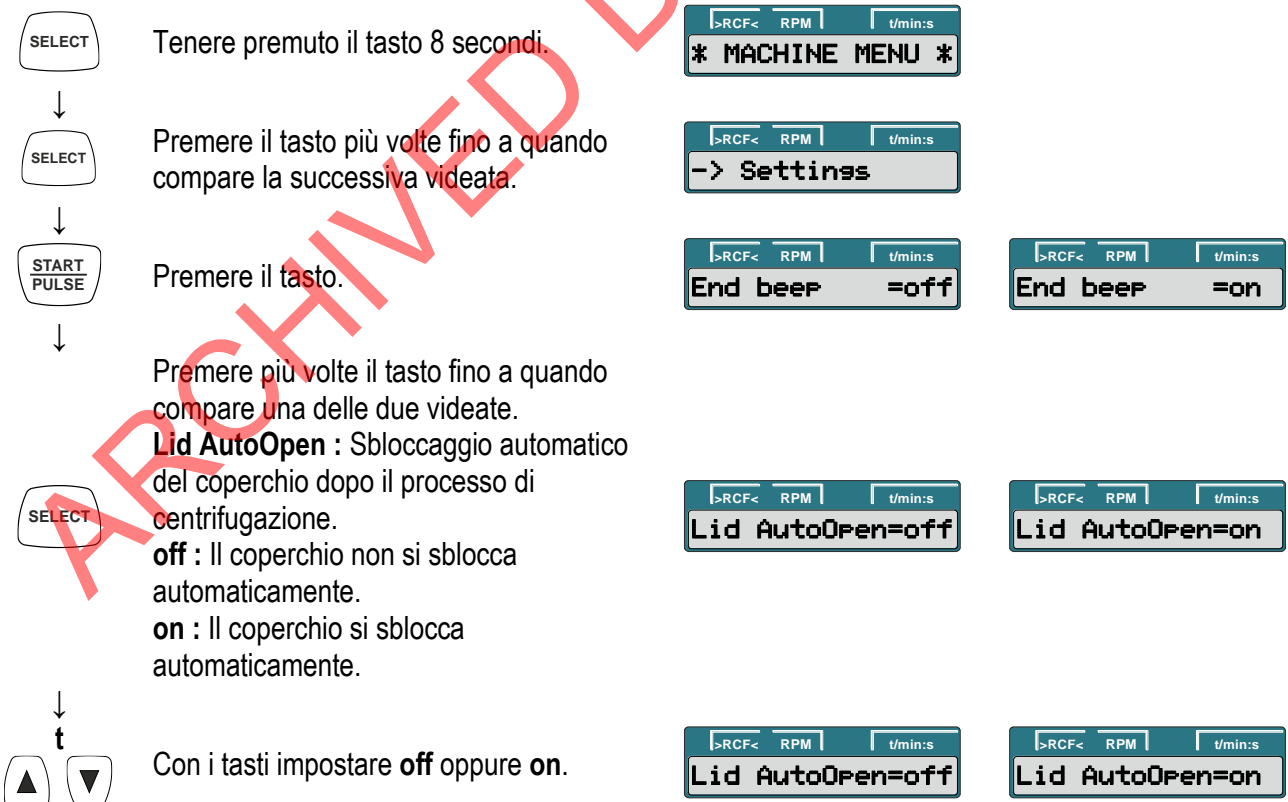 SELECT
Tenere premuto il tasto 8 secondi.
>RCF< RPM t/min:s
* MACHINE MENU *
↓
SELECT
Premere il tasto più volte fino a quando
compare la successiva videata.
>RCF< RPM t/min:s
-> Settings
↓
START
PULSE
Premere il tasto.
>RCF< RPM t/min:s
End beep =off
>RCF< RPM t/min:s
End beep =on
↓
SELECT
Premere più volte il tasto fino a quando
compare una delle due videate.
Lid AutoOpen : Sbloccaggio automatico
del coperchio dopo il processo di
centrifugazione.
off : Il coperchio non si sblocca
automaticamente.
on : Il coperchio si sblocca
automaticamente.
>RCF< RPM t/min:s
Lid AutoOpen=off
>RCF< RPM t/min:s
Lid AutoOpen=on
↓
t
▲ ▼
Con i tasti impostare off oppure on.
>RCF< RPM t/min:s
Lid AutoOpen=off
>RCF< RPM t/min:s
Lid AutoOpen=on
ARCHIVED